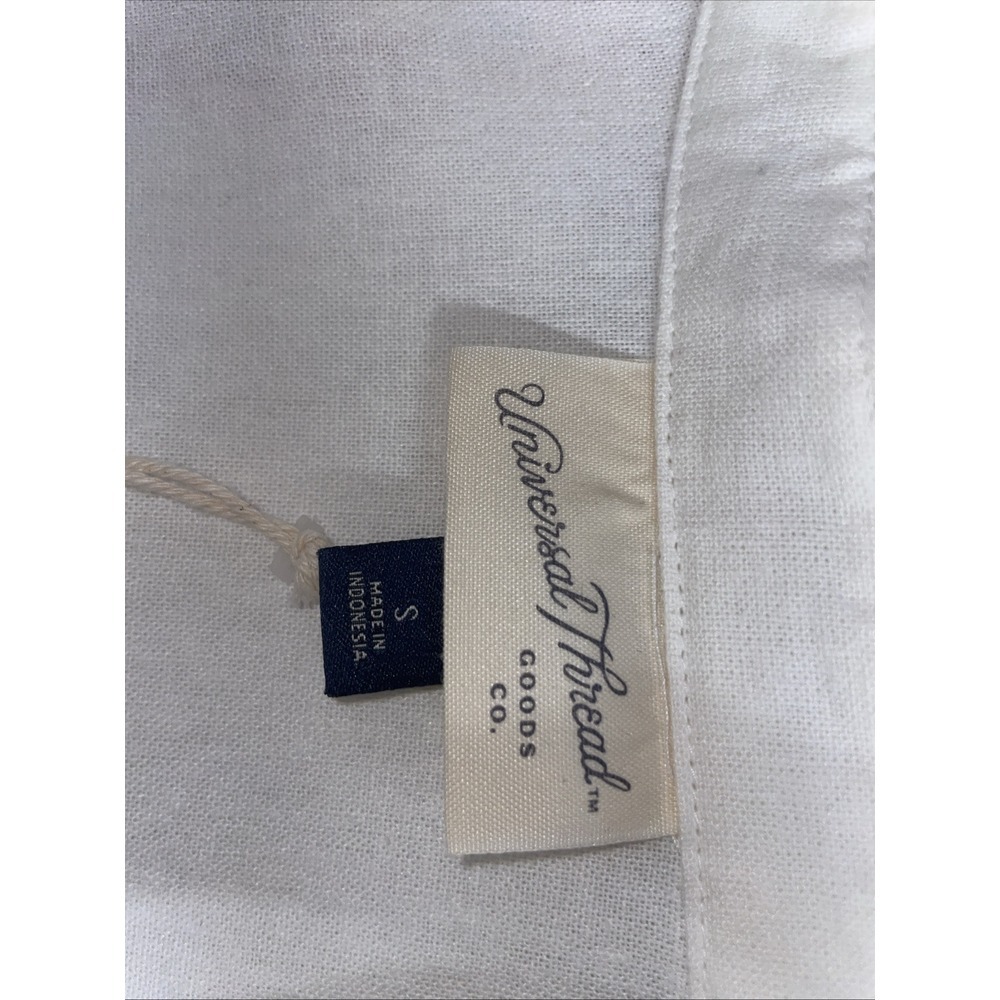 Universal Thread™
GOODS
CO.
S
MADE IN
INDONESIA